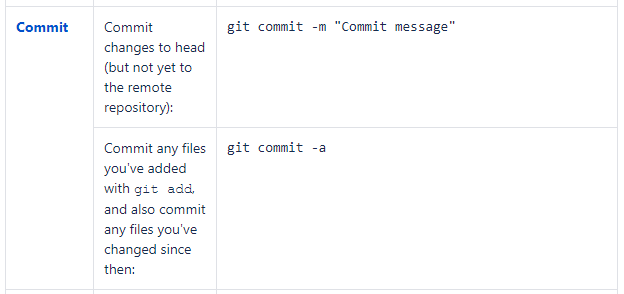 Commit
Commit
changes to head
(but not yet to
the remote
repository):
git commit -m "Commit message"
Commit any files
you've added
with git add,
and also commit
any files you've
changed since
then:
git commit -a